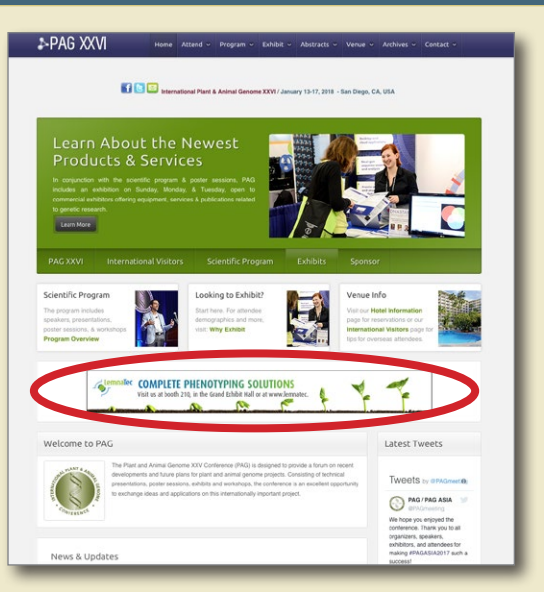 PAG XXVI
Home Attend Program Exhibit Abstracts Venue Archives Contact
International Plant & Animal Genome XXVI / January 13-17, 2018 - San Diego, CA, USA
Learn About the Newest
Products & Services
In conjunction with the scientific program & poster sessions, PAG
includes an exhibition on Sunday, Monday, & Tuesday, open to
commercial exhibitors offering equipment, services & publications related
to genetic research.
Learn More
PAG XXVI International Visitors Scientific Program Exhibits Sponsor
Scientific Program
The program includes
speakers, presentations,
poster sessions, & workshops
Program Overview
Looking to Exhibit?
Start here. For attendee
demographics and more,
visit: Why Exhibit
Venue Info
Visit our Hotel Information
page for reservations or our
International Visitors page for
tips for overseas attendees
LemnaTec COMPLETE PHENOTYPING SOLUTIONS
Visit us at booth 210, in the Grand Exhibit Hall or at www.lemnatec.
Welcome to PAG
INTERNATIONAL PLANT & ANIMAL GENOME
CONFERENCE
The Plant and Animal Genome XXV Conference (PAG) is designed to provide a forum on recent
developments and future plans for plant and animal genome projects. Consisting of technical
presentations, poster sessions, exhibits and workshops, the conference is an excellent opportunity
to exchange ideas and applications on this internationally important project.
Latest Tweets
Tweets by @PAGmeeti
PAG / PAG ASIA
@PAGmeeting
We hope you enjoyed the
conference. Thank you to all
organizers, speakers,
exhibitors, and attendees for
making #PAGASIA2017 such a
success!
News & Updates